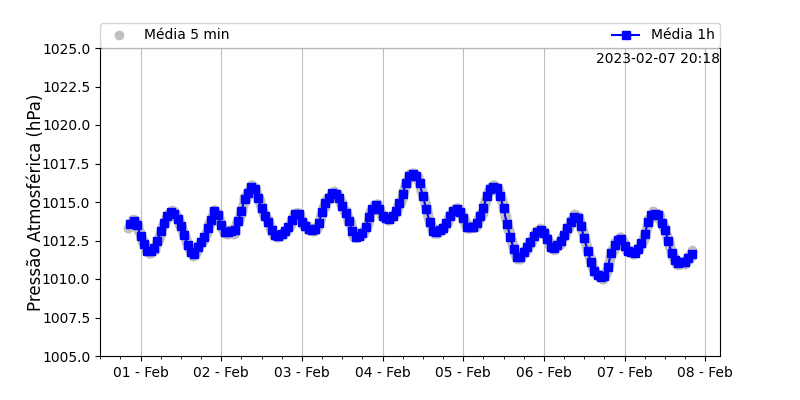 Média 5 min
Média 1h
2023-02-07 20:18
Pressão Atmosférica (hPa)
1025.0
1022.5
1020.0
1017.5
1015.0
1012.5
1010.0
1007.5
1005.0
01 - Feb
02 - Feb
03 - Feb
04 - Feb
05 - Feb
06 - Feb
07 - Feb
08 - Feb